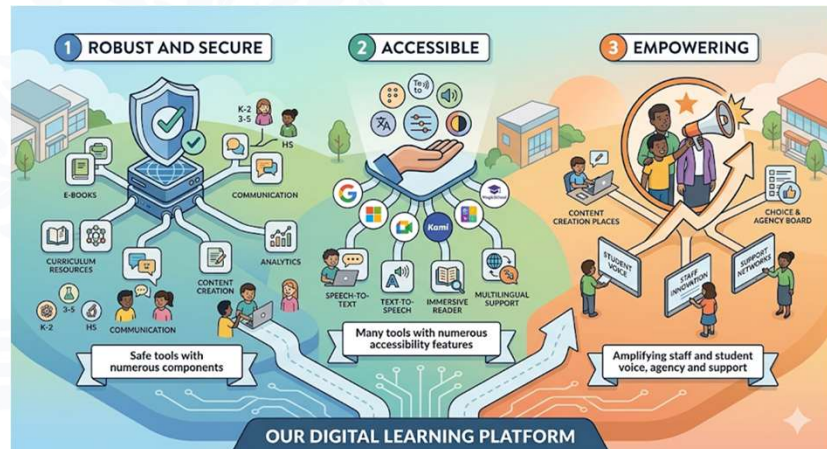 1 ROBUST AND SECURE
K-2
3-5
HS
E-BOOKS
COMMUNICATION
CURRICULUM
RESOURCES
CONTENT
CREATION
ANALYTICS
K-2
3-5
HS
COMMUNICATION
Safe tools with
numerous components
2 ACCESSIBLE
Te
to
G
Kami
MagicSchool
SPEECH-TO-
TEXT
TEXT-TO-
SPEECH
A
IMMERSIVE
READER
MULTILINGUAL
SUPPORT
Many tools with numerous
accessibility features
3 EMPOWERING
CONTENT
CREATION PLACES
CHOICE &
AGENCY BOARD
STUDENT
VOICE
STAFF
INNOVATION
SUPPORT
NETWORKS
Amplifying staff and student
voice, agency and support
OUR DIGITAL LEARNING PLATFORM